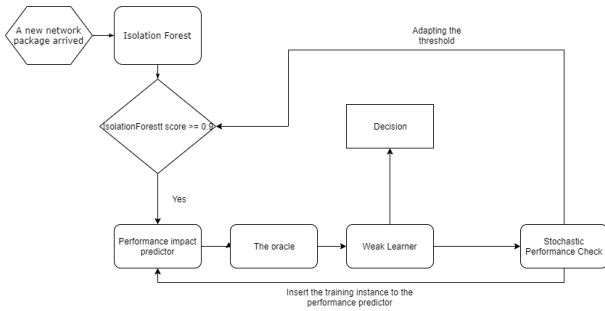 A new network
package arrived
Isolation Forest
Adapting the
threshold
IsolationForestt score >= 0.9
Decision
Yes
Performance impact
predictor
The oracle
Weak Learner
Stochastic
Performance Check
Insert the training instance to the
performance predictor